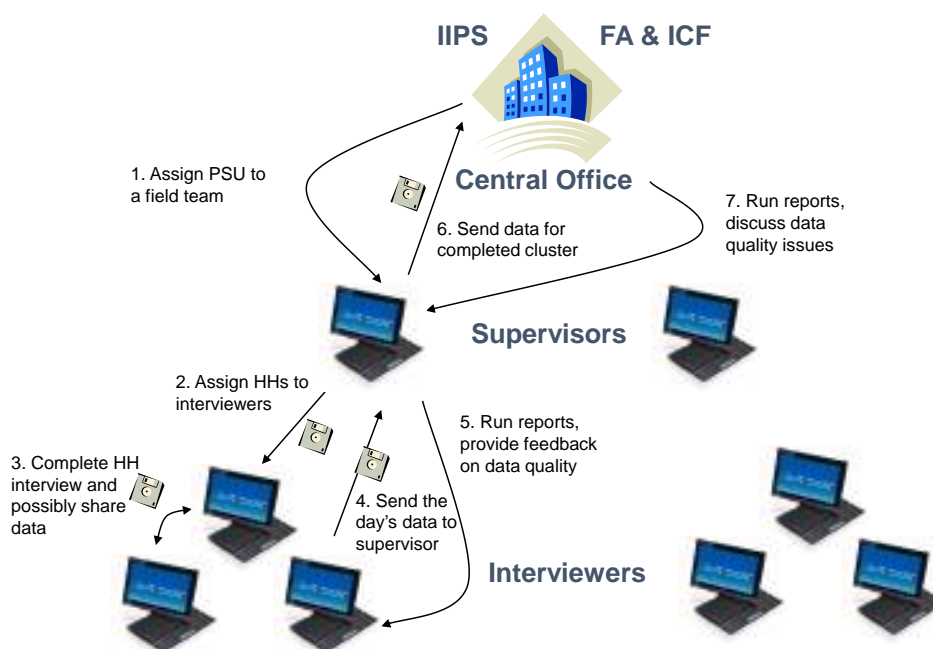 IIPS FA & ICF
Central Office
1. Assign PSU to
a field team
6. Send data for
completed cluster
7. Run reports,
discuss data
quality issues
Supervisors
2. Assign HHs to
interviewers
5. Run reports,
provide feedback
on data quality
3. Complete HH
interview and
possibly share
data
4. Send the
day's data to
supervisor
Interviewers